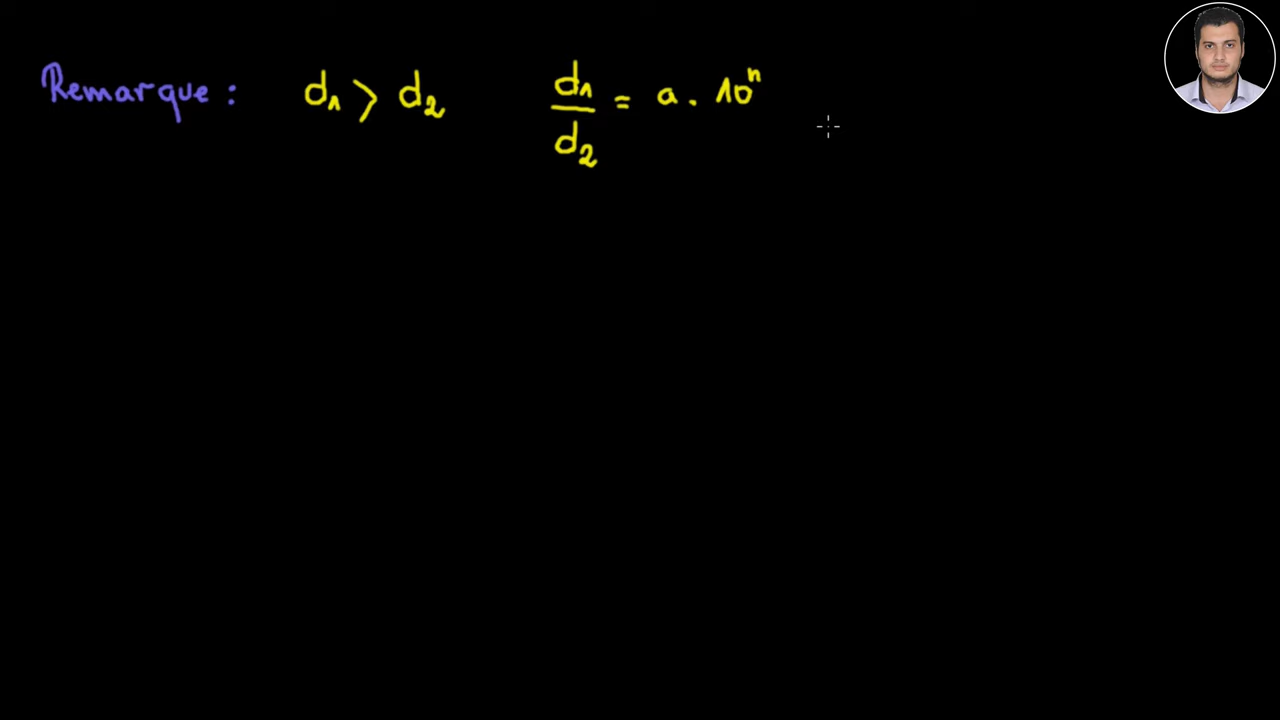 Remarque : d₁ > d₂ d₁/d₂ = a . 10ⁿ